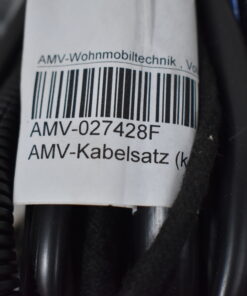 AMV-Wohnmobiltechnik ,
AMV-027428F
AMV-Kabelsatz